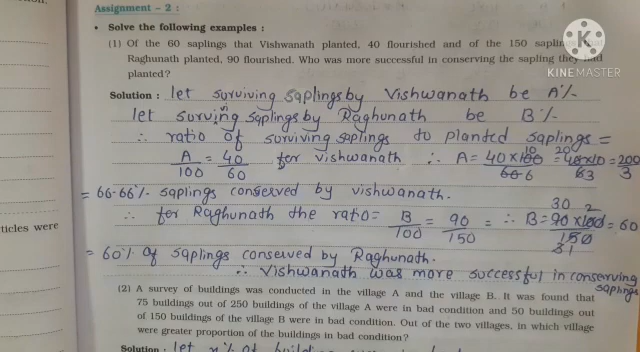 Assignment - 2 :
• Solve the following examples :
(1) Of the 60 saplings that Vishwanath planted, 40 flourished and of the 150 saplings that
Raghunath planted, 90 flourished. Who was more successful in conserving the sapling they had
planted?
KINEMASTER
Solution : let surviving saplings by Vishwanath be A%
let surviving saplings by Raghunath be B%
∴ ratio of surviving saplings to planted saplings =
A/100 = 40/60 for vishwanath ∴ A = 40×100/60 = 40×10/6 = 200/3
= 66.66% saplings conserved by vishwanath.
∴ for Raghunath the ratio = B/100 = 90/150 = ∴ B = 90×100/150 = 60
= 60% of saplings conserved by Raghunath.
∴ Vishwanath was more successful in conserving
saplings
ticles were
(2) A survey of buildings was conducted in the village A and the village B. It was found that
75 buildings out of 250 buildings of the village A were in bad condition and 50 buildings out
of 150 buildings of the village B were in bad condition. Out of the two villages, in which village
were greater proportion of the buildings in bad condition?
Solution : let x% of